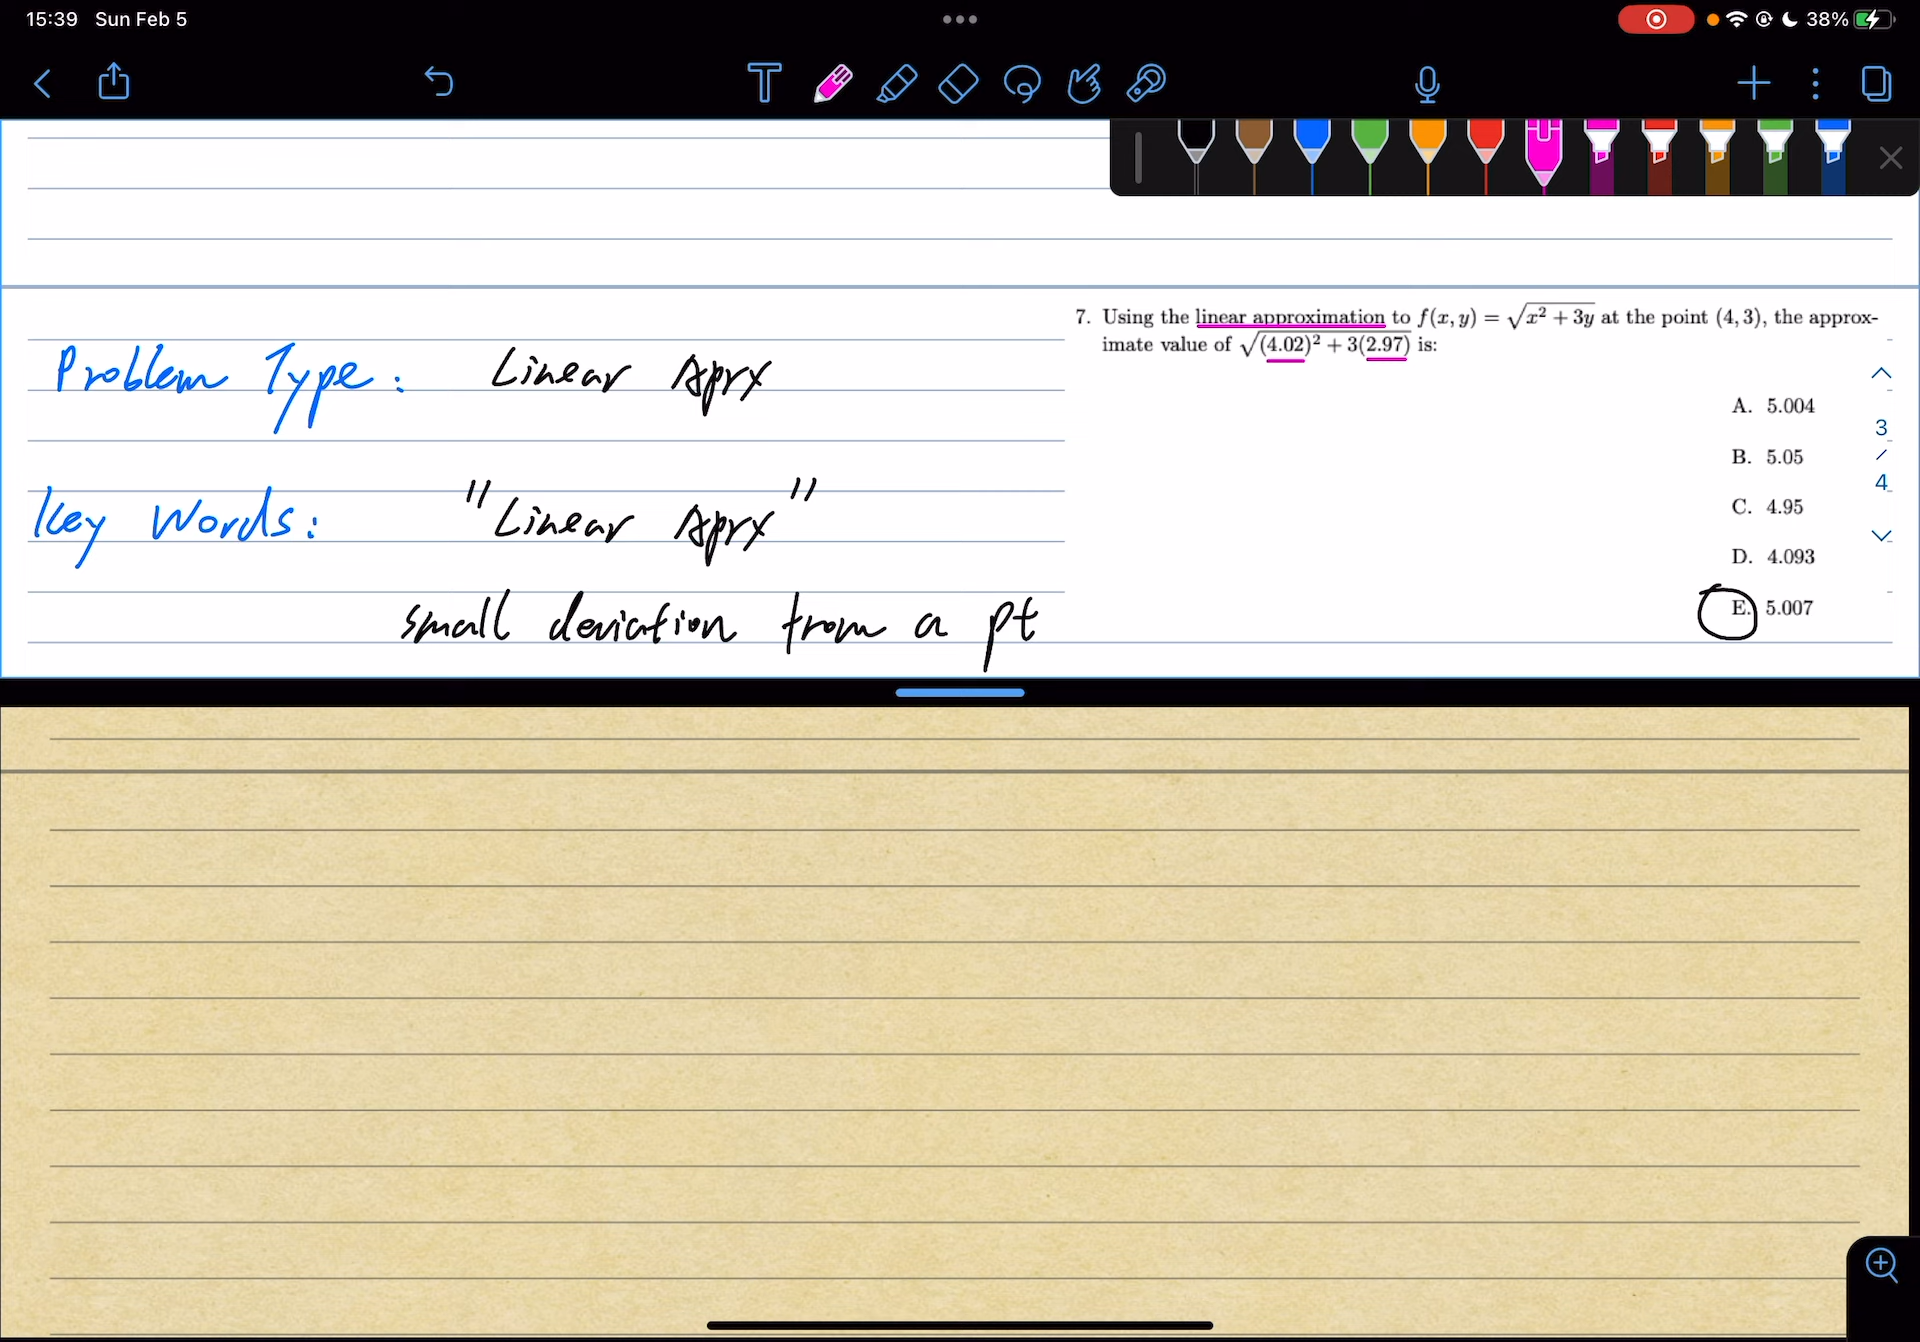 15:39 Sun Feb 5
38%
7. Using the linear approximation to f(x, y) = √(x² + 3y) at the point (4, 3), the approx-
imate value of √((4.02)² + 3(2.97)) is:
Problem Type: Linear Aprx
A. 5.004
3
/
B. 5.05
4
Key Words: "Linear Aprx"
C. 4.95
D. 4.093
small deviation from a pt
E. 5.007